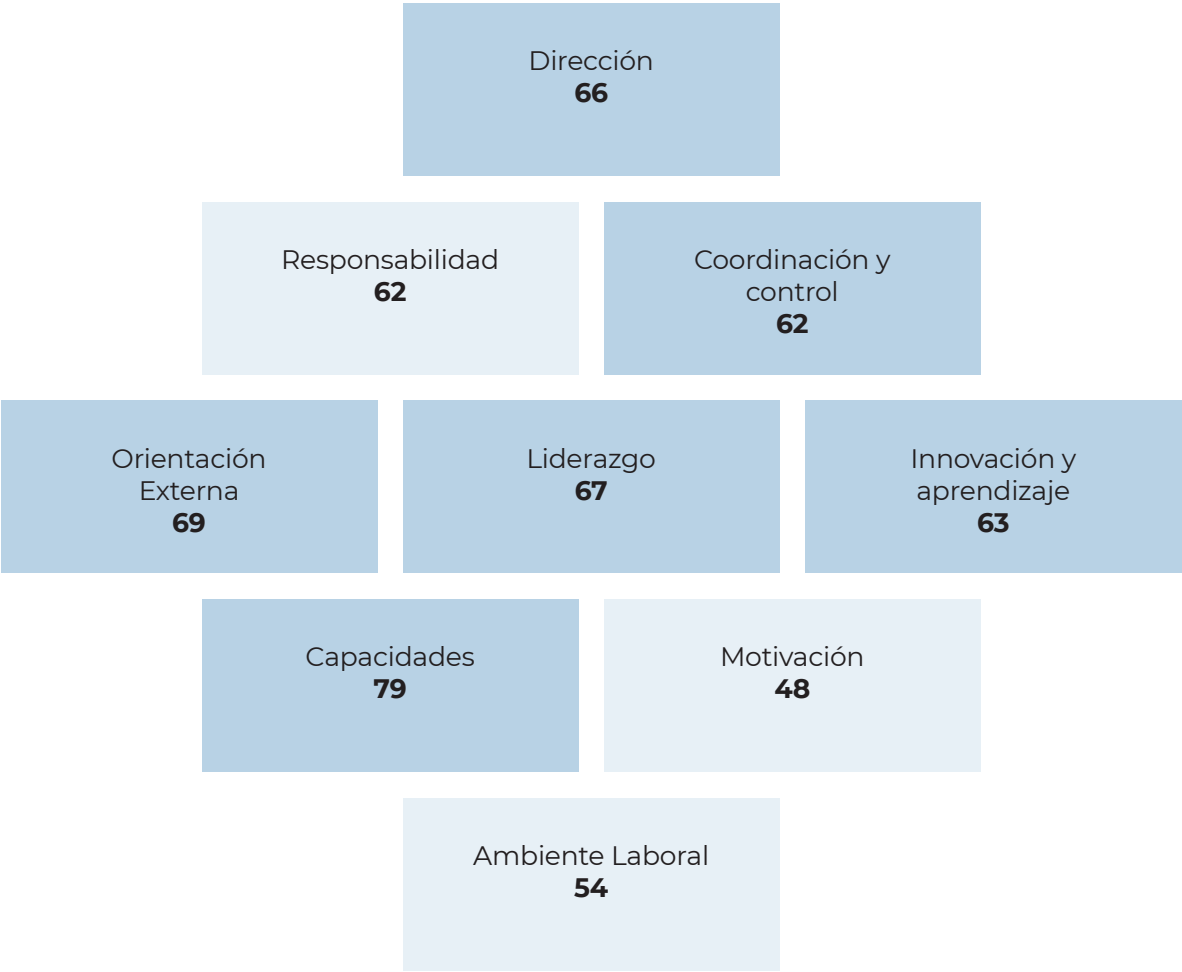 Dirección
66
Responsabilidad
62
Coordinación y
control
62
Orientación
Externa
69
Liderazgo
67
Innovación y
aprendizaje
63
Capacidades
79
Motivación
48
Ambiente Laboral
54